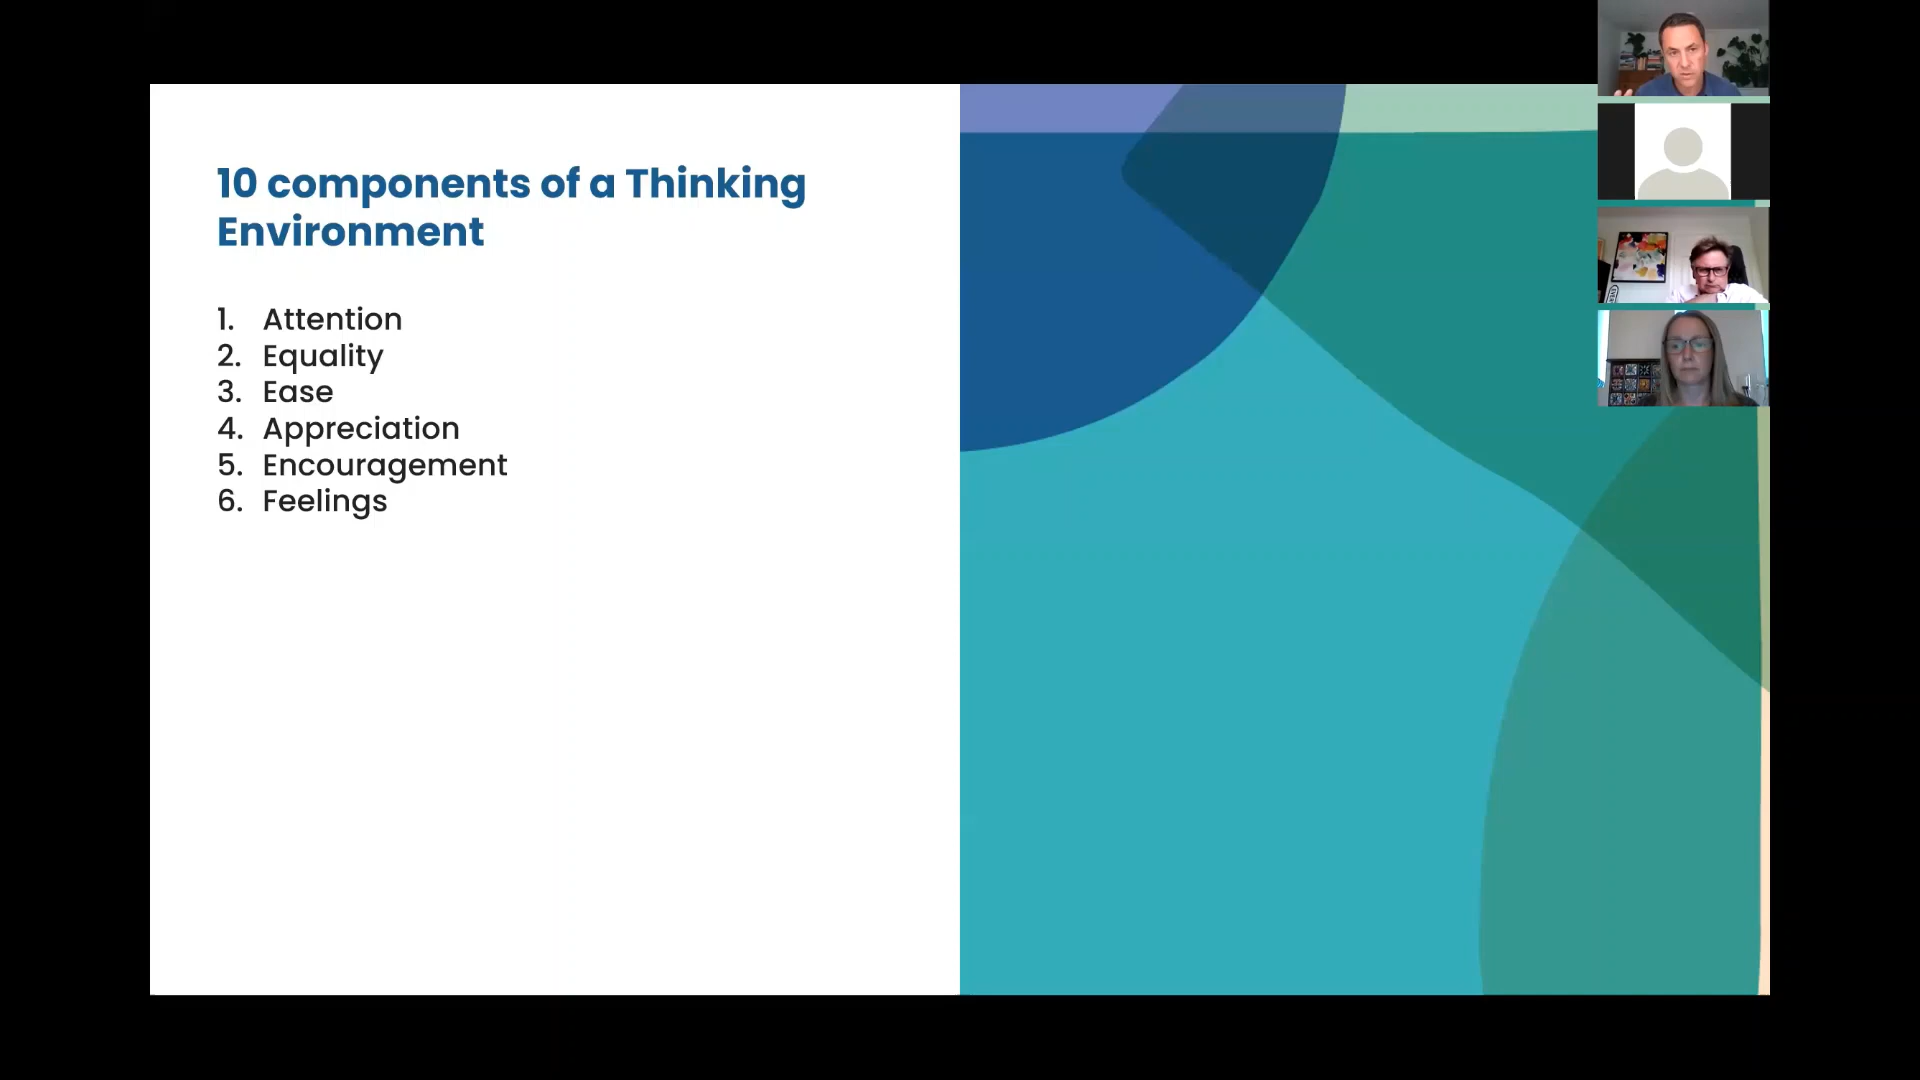 10 components of a Thinking
Environment
1. Attention
2. Equality
3. Ease
4. Appreciation
5. Encouragement
6. Feelings